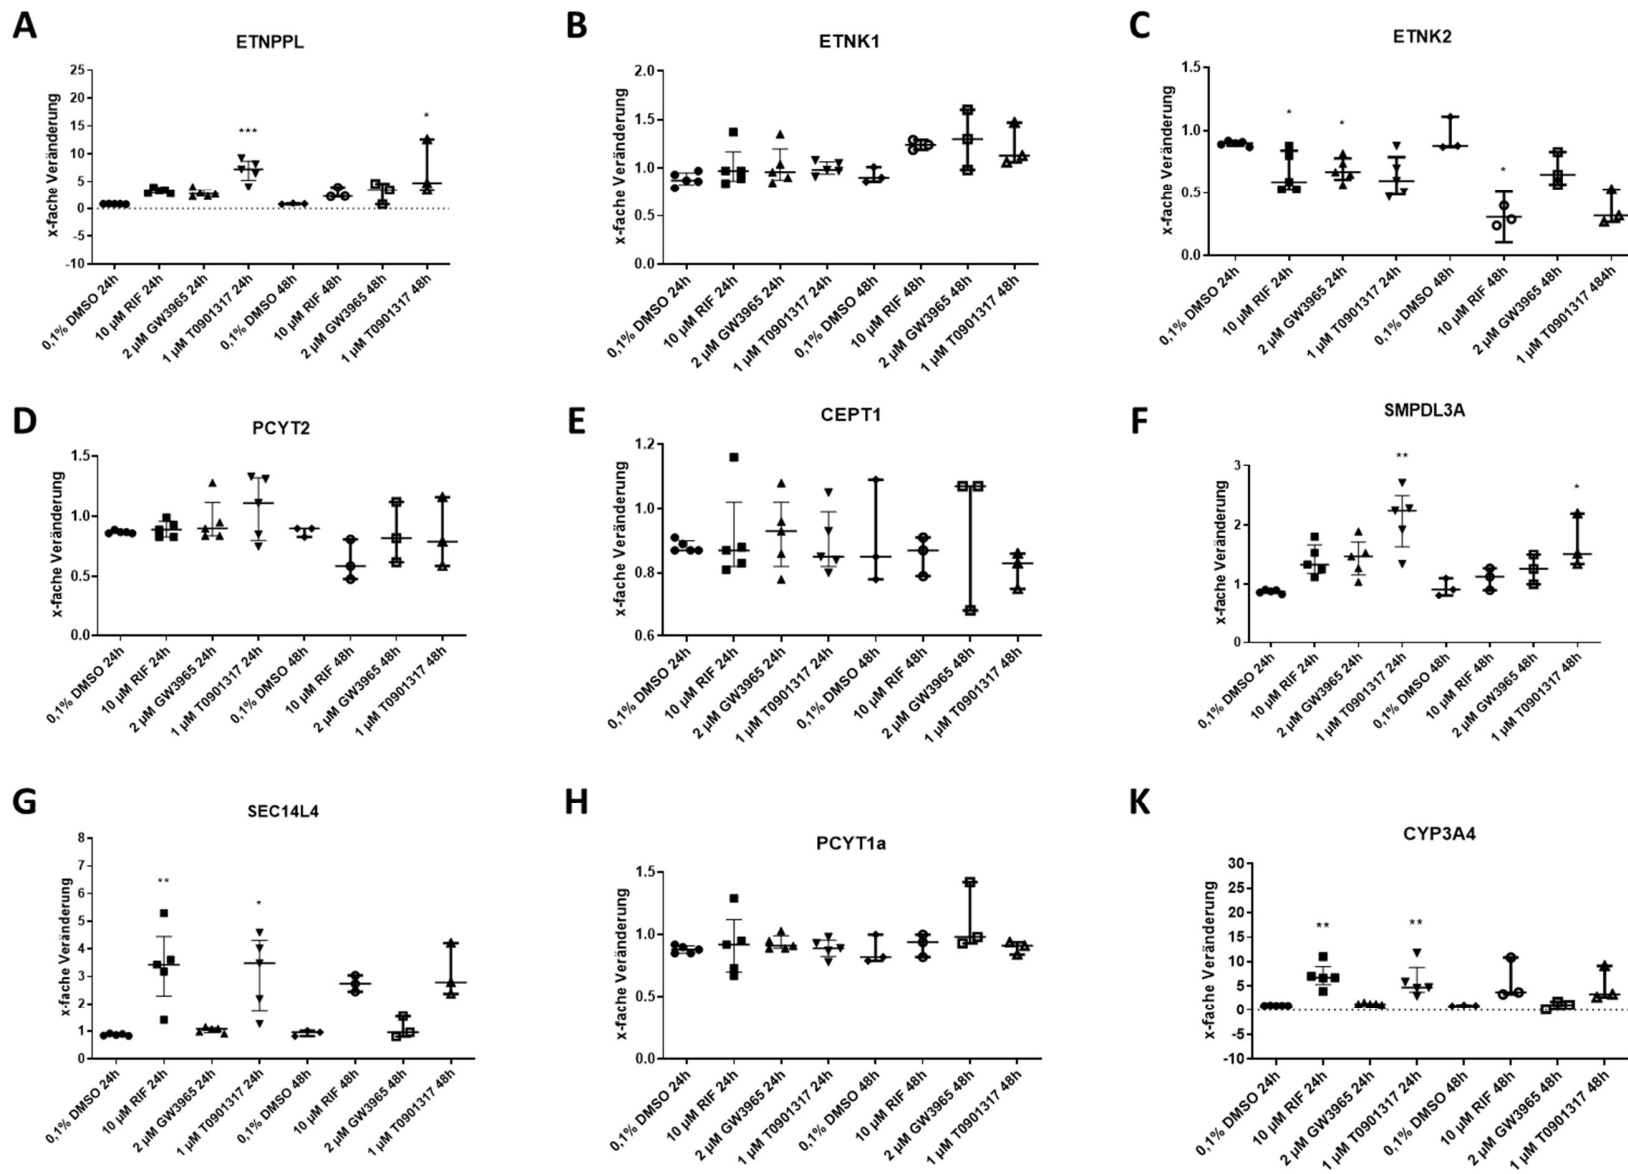 A
ETNPPL
***
*
x-fache Veränderung
25
20
15
10
5
0
-5
-10
0,1% DMSO 24h
10 µM RIF 24h
2 µM GW3965 24h
1 µM T0901317 24h
0,1% DMSO 48h
10 µM RIF 48h
2 µM GW3965 48h
1 µM T0901317 48h
B
ETNK1
x-fache Veränderung
2.0
1.5
1.0
0.5
0.0
0,1% DMSO 24h
10 µM RIF 24h
2 µM GW3965 24h
1 µM T0901317 24h
0,1% DMSO 48h
10 µM RIF 48h
2 µM GW3965 48h
1 µM T0901317 48h
C
ETNK2
*
*
*
x-fache Veränderung
1.5
1.0
0.5
0.0
0,1% DMSO 24h
10 µM RIF 24h
2 µM GW3965 24h
1 µM T0901317 24h
0,1% DMSO 48h
10 µM RIF 48h
2 µM GW3965 48h
1 µM T0901317 484h
D
PCYT2
x-fache Veränderung
1.5
1.0
0.5
0.0
0,1% DMSO 24h
10 µM RIF 24h
2 µM GW3965 24h
1 µM T0901317 24h
0,1% DMSO 48h
10 µM RIF 48h
2 µM GW3965 48h
1 µM T0901317 48h
E
CEPT1
x-fache Veränderung
1.2
1.0
0.8
0.6
0,1% DMSO 24h
10 µM RIF 24h
2 µM GW3965 24h
1 µM T0901317 24h
0,1% DMSO 48h
10 µM RIF 48h
2 µM GW3965 48h
1 µM T0901317 48h
F
SMPDL3A
**
*
x-fache Veränderung
3
2
1
0
0,1% DMSO 24h
10 µM RIF 24h
2 µM GW3965 24h
1 µM T0901317 24h
0,1% DMSO 48h
10 µM RIF 48h
2 µM GW3965 48h
1 µM T0901317 48h
G
SEC14L4
**
*
x-fache Veränderung
8
7
6
5
4
3
2
1
0
0,1% DMSO 24h
10 µM RIF 24h
2 µM GW3965 24h
1 µM T0901317 24h
0,1% DMSO 48h
10 µM RIF 48h
2 µM GW3965 48h
1 µM T0901317 48h
H
PCYT1a
x-fache Veränderung
1.5
1.0
0.5
0.0
0,1% DMSO 24h
10 µM RIF 24h
2 µM GW3965 24h
1 µM T0901317 24h
0,1% DMSO 48h
10 µM RIF 48h
2 µM GW3965 48h
1 µM T0901317 48h
K
CYP3A4
**
**
x-fache Veränderung
30
25
20
15
10
5
0
-5
-10
0,1% DMSO 24h
10 µM RIF 24h
2 µM GW3965 24h
1 µM T0901317 24h
0,1% DMSO 48h
10 µM RIF 48h
2 µM GW3965 48h
1 µM T0901317 48h